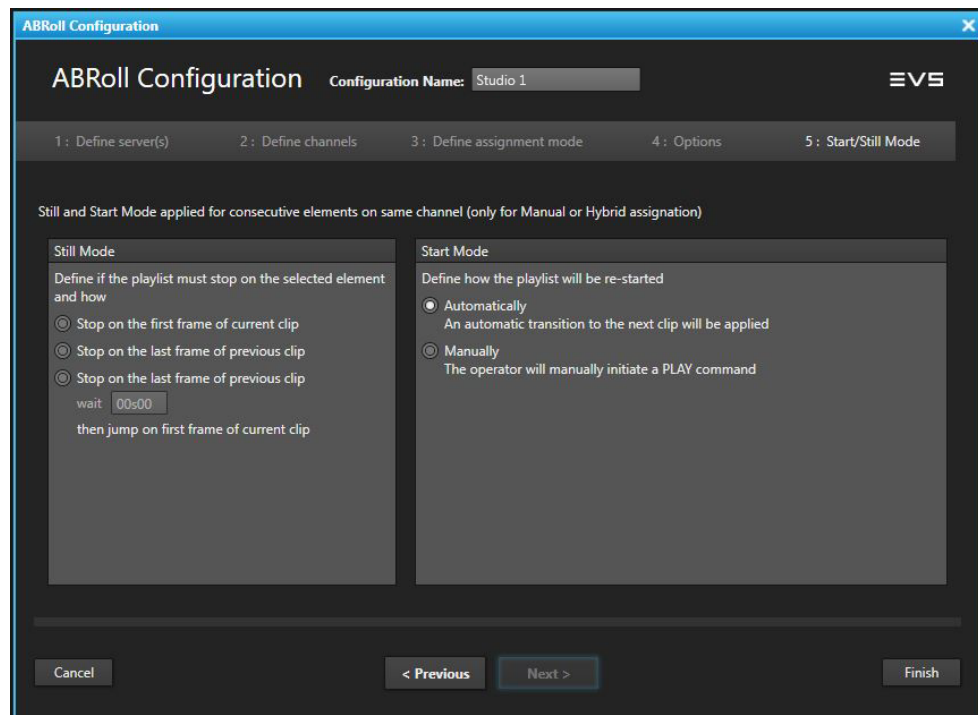 ABRoll Configuration
ABRoll Configuration
Configuration Name: Studio 1
EVS
1 : Define server(s)
2 : Define channels
3 : Define assignment mode
4 : Options
5 : Start/Still Mode
Still and Start Mode applied for consecutive elements on same channel (only for Manual or Hybrid assignation)
Still Mode
Define if the playlist must stop on the selected element
and how
Stop on the first frame of current clip
Stop on the last frame of previous clip
Stop on the last frame of previous clip
wait 00s00
then jump on first frame of current clip
Start Mode
Define how the playlist will be re-started
Automatically
An automatic transition to the next clip will be applied
Manually
The operator will manually initiate a PLAY command
Cancel
< Previous
Next >
Finish